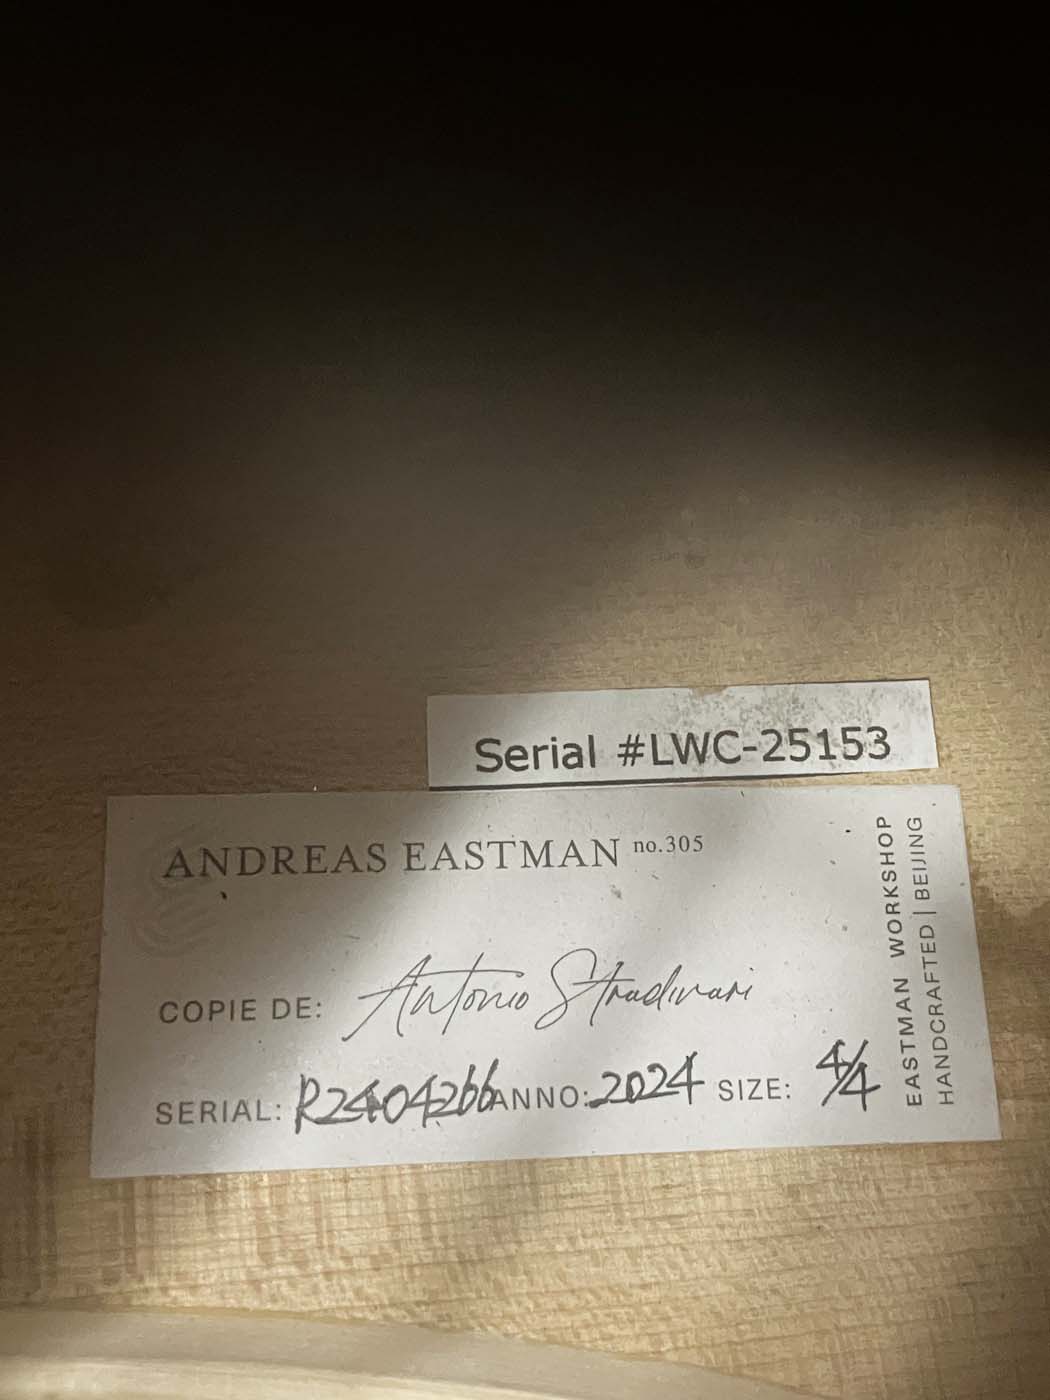 Serial #LWC-25153
ANDREAS EASTMAN no.305
COPIE DE: Antonio Stradivari
SERIAL: R2404266 ANNO: 2024 SIZE: 4/4
EASTMAN WORKSHOP
HANDCRAFTED | BEIJING